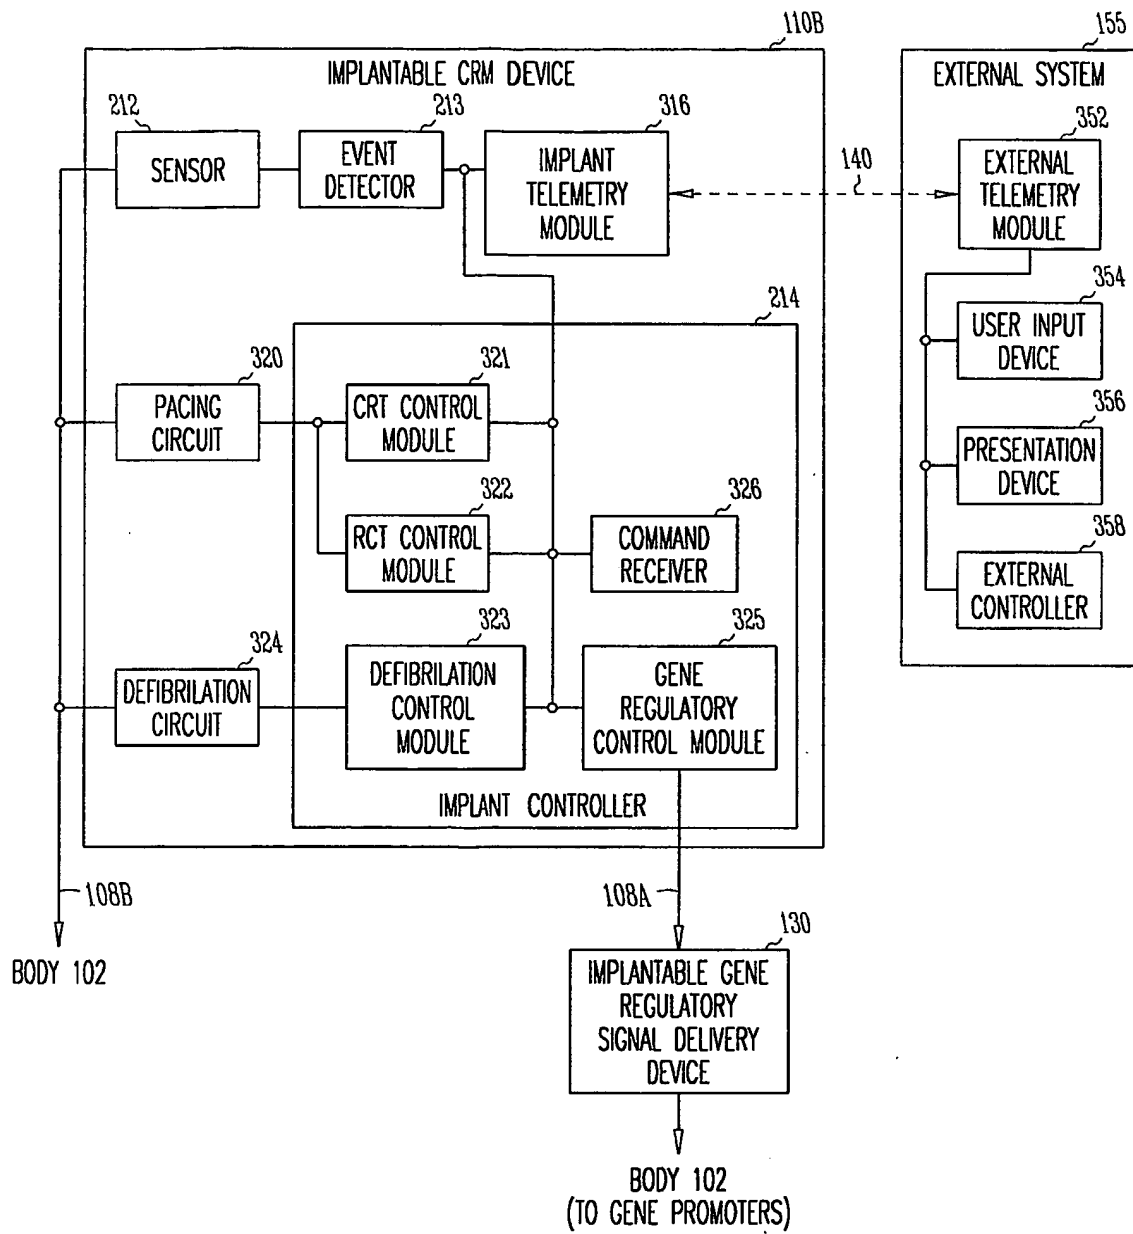 110B
155
IMPLANTABLE CRM DEVICE
EXTERNAL SYSTEM
212
213
316
352
SENSOR
EVENT
DETECTOR
IMPLANT
TELEMETRY
MODULE
140
EXTERNAL
TELEMETRY
MODULE
214
354
USER INPUT
DEVICE
320
321
PACING
CIRCUIT
CRT CONTROL
MODULE
356
PRESENTATION
DEVICE
322
326
RCT CONTROL
MODULE
COMMAND
RECEIVER
358
EXTERNAL
CONTROLLER
324
323
325
DEFIBRILATION
CIRCUIT
DEFIBRILATION
CONTROL
MODULE
GENE
REGULATORY
CONTROL MODULE
IMPLANT CONTROLLER
108B
108A
BODY 102
130
IMPLANTABLE GENE
REGULATORY
SIGNAL DELIVERY
DEVICE
BODY 102
(TO GENE PROMOTERS)